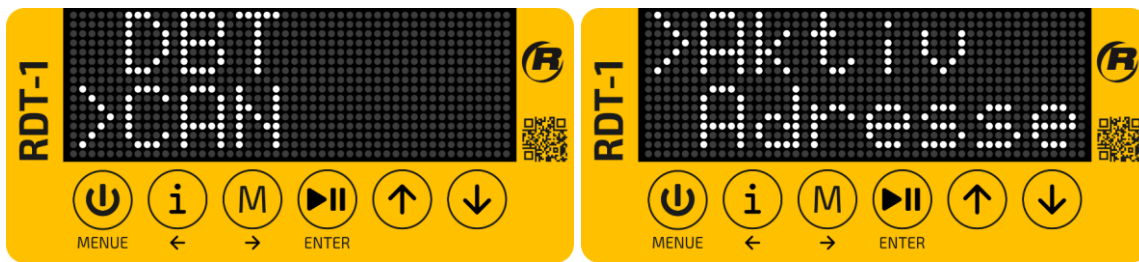 RDT-1
DBT
>CAN
R
i
M
MENUE
←
→
ENTER
RDT-1
>Aktiv
Adresse
R
i
M
MENUE
←
→
ENTER